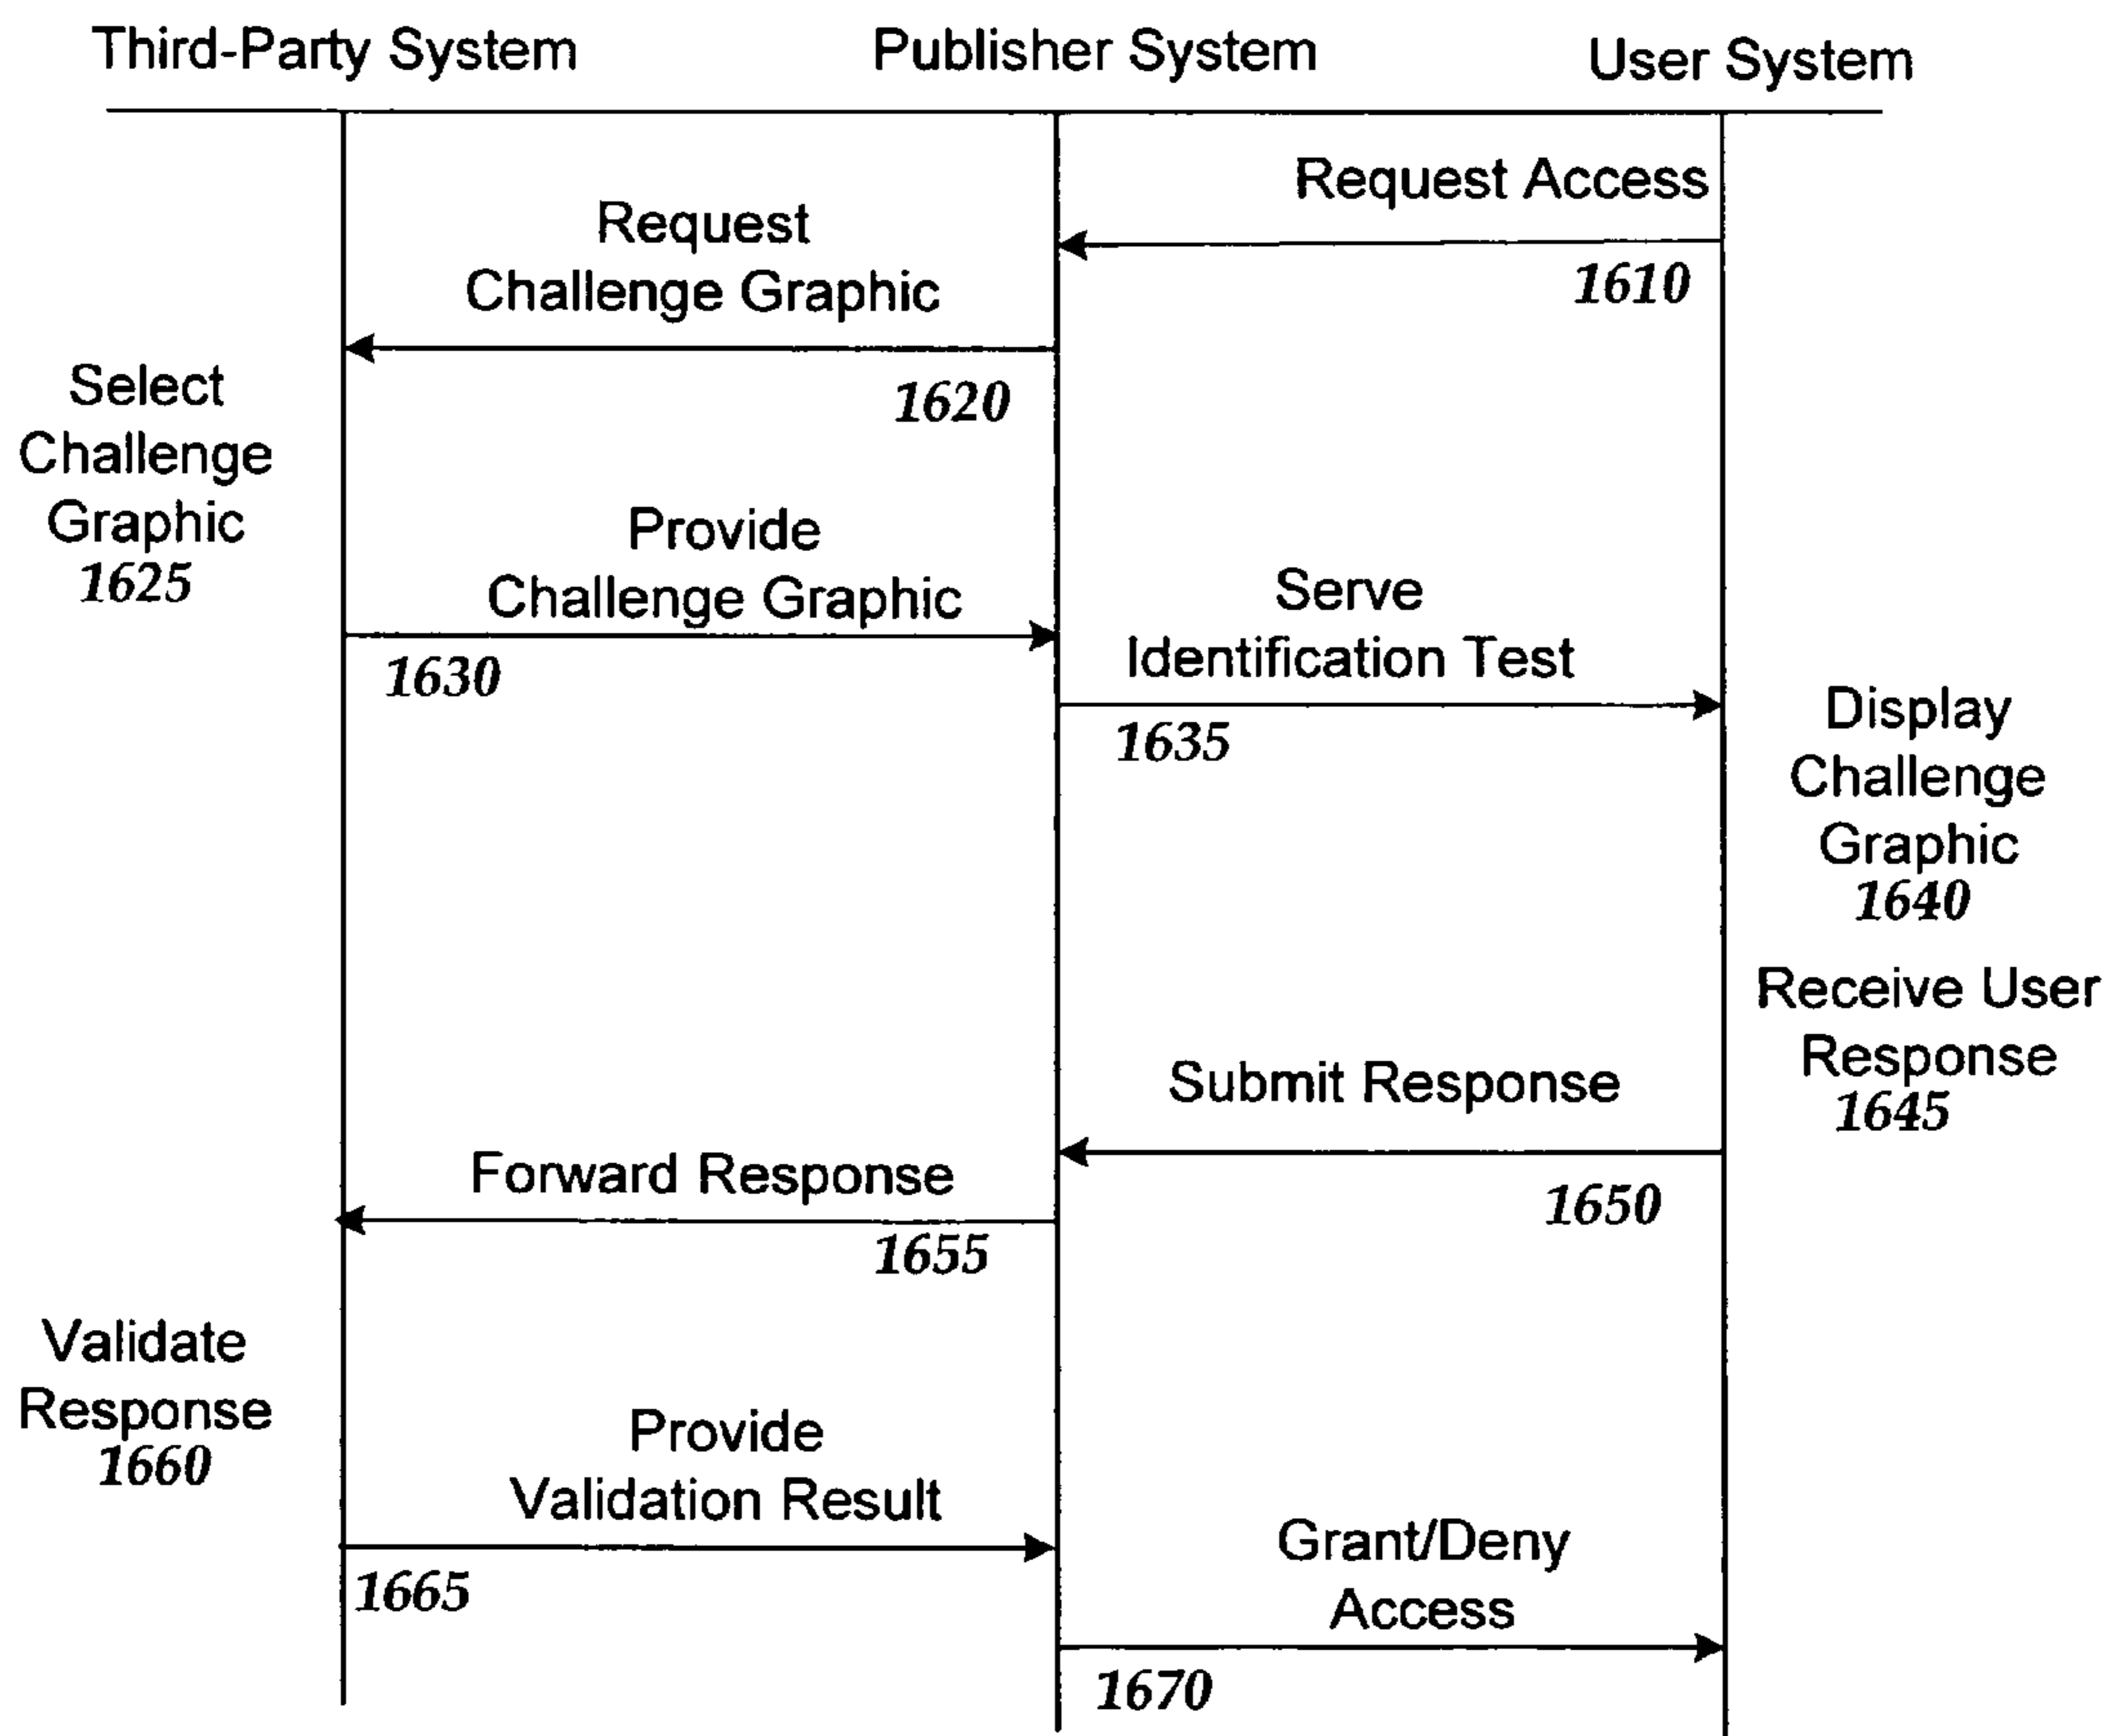 Third-Party System
Publisher System
User System
Request Access
1610
Request
Challenge Graphic
1620
Select
Challenge
Graphic
1625
Provide
Challenge Graphic
1630
Serve
Identification Test
1635
Display
Challenge
Graphic
1640
Receive User
Response
1645
Submit Response
1650
Forward Response
1655
Validate
Response
1660
Provide
Validation Result
1665
Grant/Deny
Access
1670